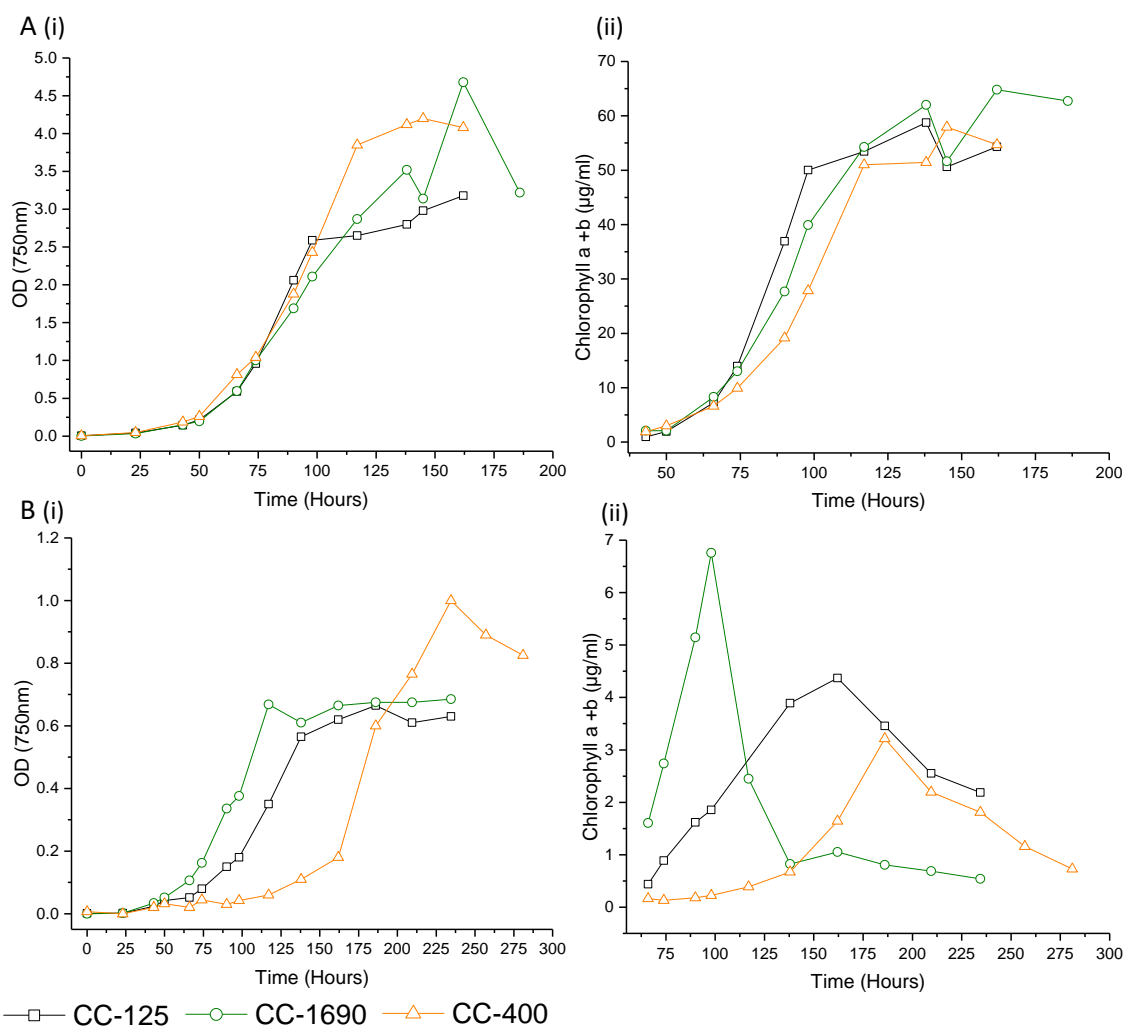 A (i)
5.0
4.5
4.0
3.5
3.0
2.5
2.0
1.5
1.0
0.5
0.0
OD (750nm)
0 25 50 75 100 125 150 175 200
Time (Hours)
(ii)
70
60
50
40
30
20
10
0
Chlorophyll a +b (µg/ml)
50 75 100 125 150 175 200
Time (Hours)
B (i)
1.2
1.0
0.8
0.6
0.4
0.2
0.0
OD (750nm)
0 25 50 75 100 125 150 175 200 225 250 275 300
Time (Hours)
(ii)
7
6
5
4
3
2
1
0
Chlorophyll a +b (µg/ml)
75 100 125 150 175 200 225 250 275 300
Time (Hours)
CC-125 CC-1690 CC-400